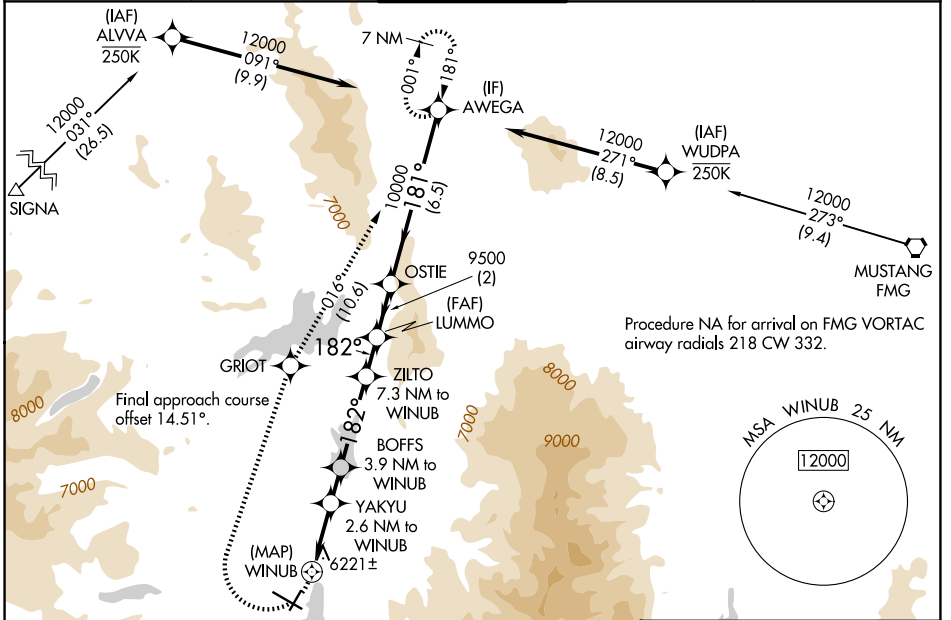 (IAF)
ALVVA
250K
12000
091°
(9.9)
12000
031°
(26.5)
SIGNA
7 NM
001°
181°
(IF)
AWEGA
12000
271°
(8.5)
(IAF)
WUDPA
250K
12000
273°
(9.4)
MUSTANG
FMG
7000
10000
181°
(6.5)
016°
(10.6)
OSTIE
9500
(2)
(FAF)
LUMMO
182°
GRIOT
ZILTO
7.3 NM to
WINUB
Procedure NA for arrival on FMG VORTAC
airway radials 218 CW 332.
Final approach course
offset 14.51°.
8000
7000
182°
BOFFS
3.9 NM to
WINUB
YAKYU
2.6 NM to
WINUB
(MAP)
WINUB
6221±
8000
7000
9000
MSA WINUB 25 NM
12000